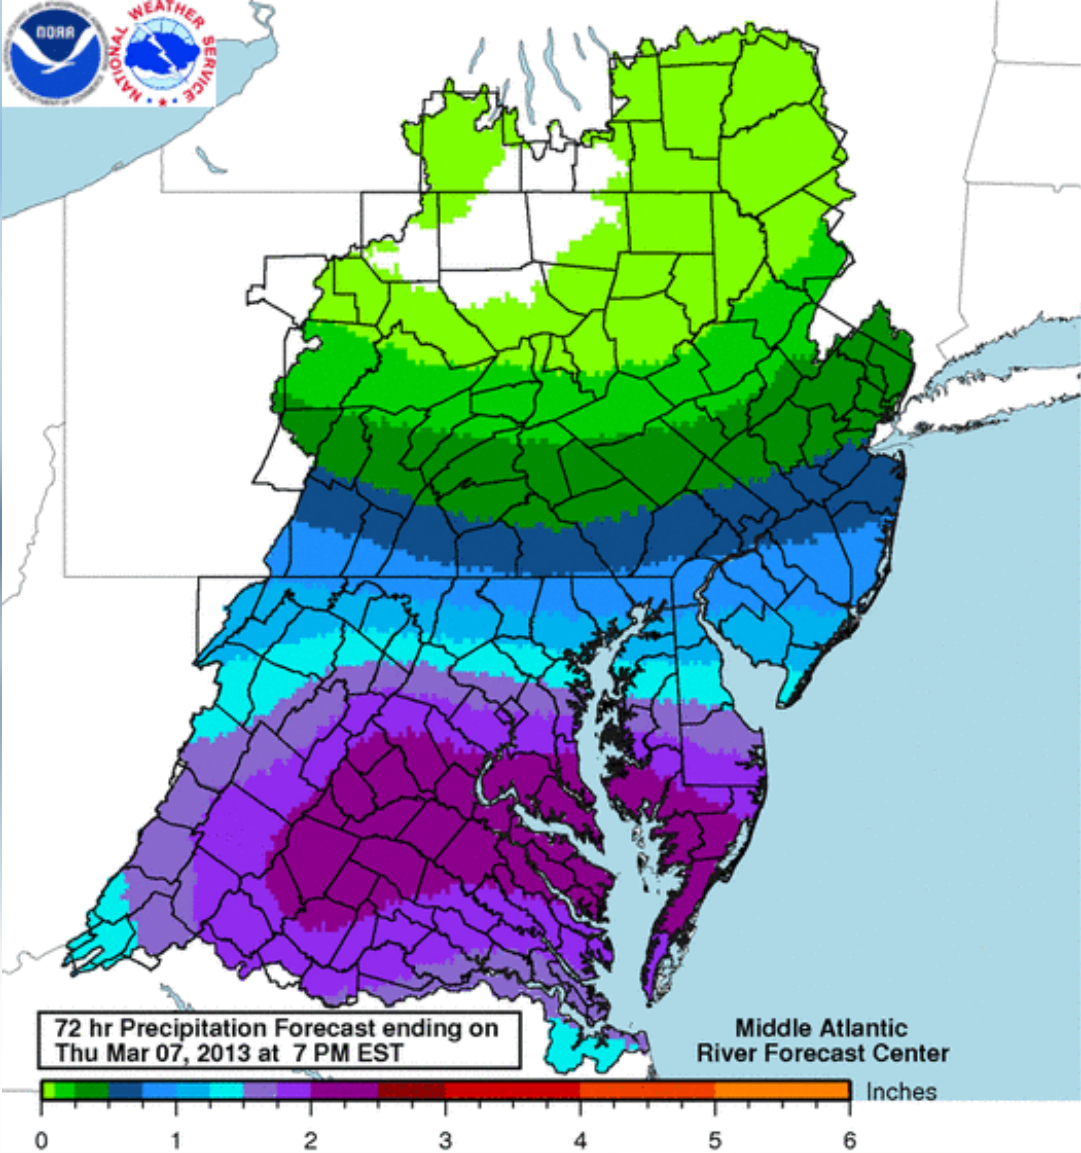 NOAA
NATIONAL WEATHER SERVICE
72 hr Precipitation Forecast ending on
Thu Mar 07, 2013 at 7 PM EST
Middle Atlantic
River Forecast Center
Inches
0 1 2 3 4 5 6